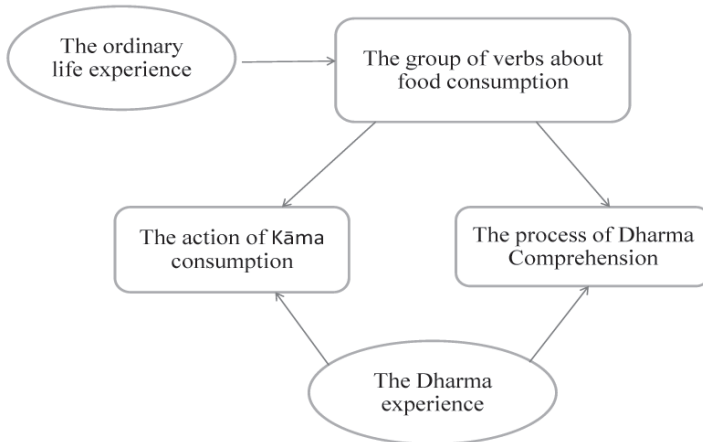 The ordinary
life experience
The group of verbs about
food consumption
The action of Kāma
consumption
The process of Dharma
Comprehension
The Dharma
experience